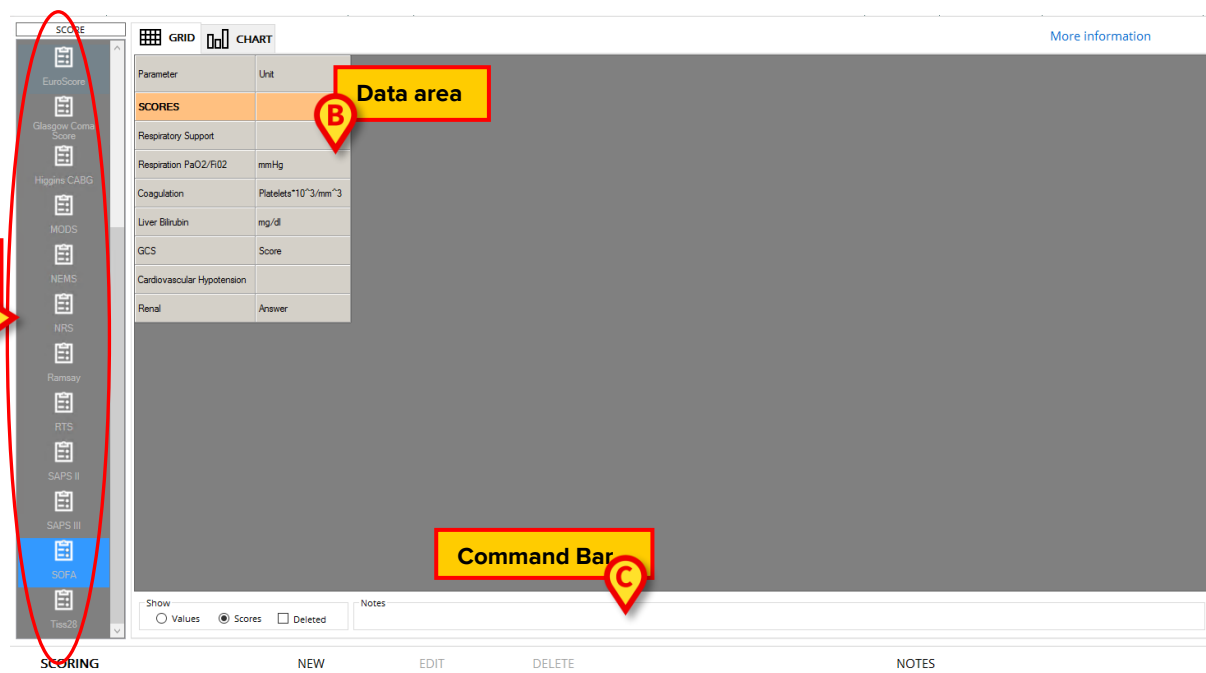 SCORE
EuroScore
Glasgow Coma
Score
Higgins CABG
MODS
NEMS
NRS
Ramsay
RTS
SAPS II
SAPS III
SOFA
Tiss28
GRID CHART More information
Parameter Unit
SCORES
Respiratory Support
Respiration PaO2/Fi02 mmHg
Coagulation Platelets*10^3/mm^3
Liver Bilirubin mg/dl
GCS Score
Cardiovascular Hypotension
Renal Answer
Data area
B
Command Bar
C
Show Notes
Values Scores Deleted
SCORING NEW EDIT DELETE NOTES